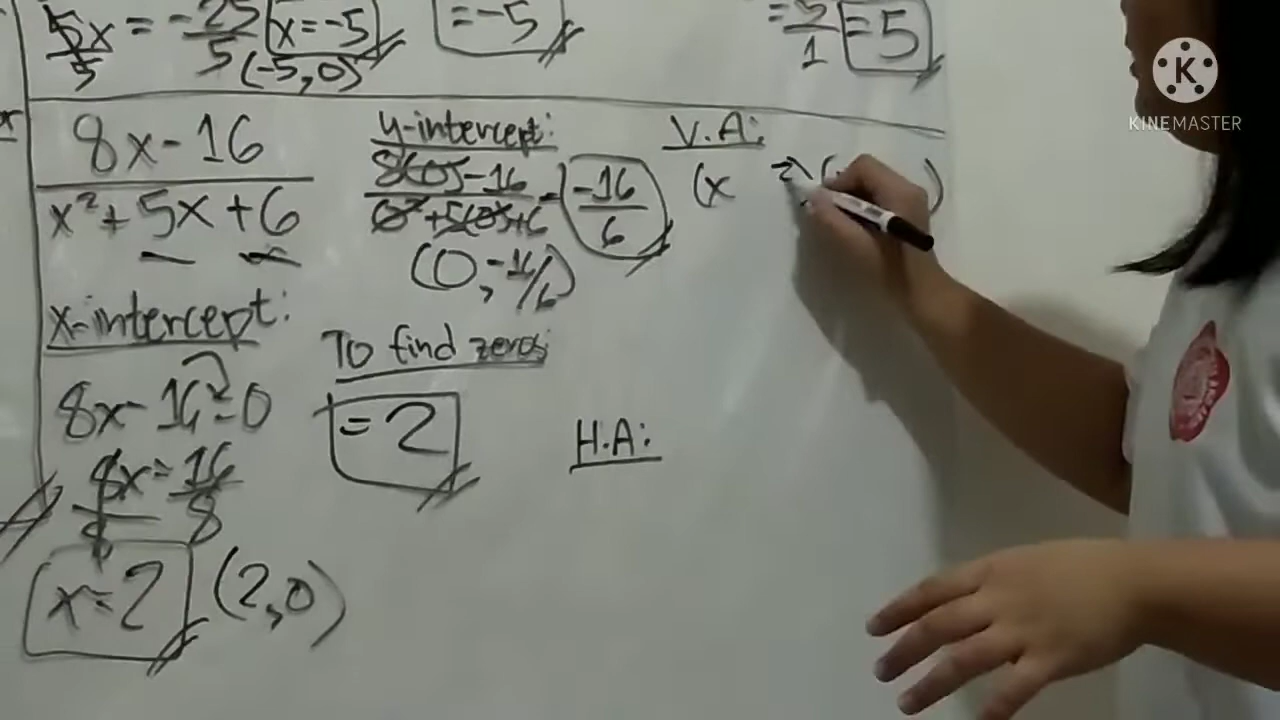 5x = -25
5 5
x = -5
(-5, 0)
= -5
= 5
1
= 5
8x - 16
x² + 5x + 6
x-intercept:
8x - 16 = 0
8x = 16
8 8
x = 2 (2, 0)
y-intercept:
8(0) - 16 = -16
0² + 5(0) + 6 6
(0, -16/6)
To find zeros:
= 2
V.A:
(x
H.A:
K
KINEMASTER